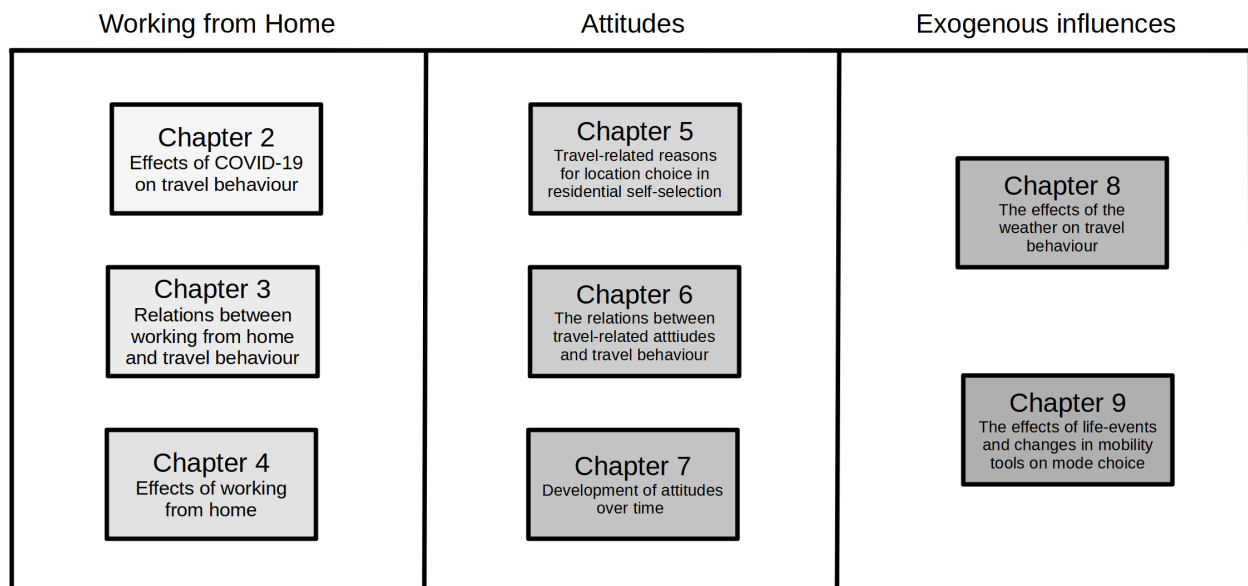 Working from Home
Attitudes
Exogenous influences
Chapter 2
Effects of COVID-19
on travel behaviour
Chapter 3
Relations between
working from home
and travel behaviour
Chapter 4
Effects of working
from home
Chapter 5
Travel-related reasons
for location choice in
residential self-selection
Chapter 6
The relations between
travel-related atttiudes
and travel behaviour
Chapter 7
Development of attitudes
over time
Chapter 8
The effects of the
weather on travel
behaviour
Chapter 9
The effects of life-events
and changes in mobility
tools on mode choice